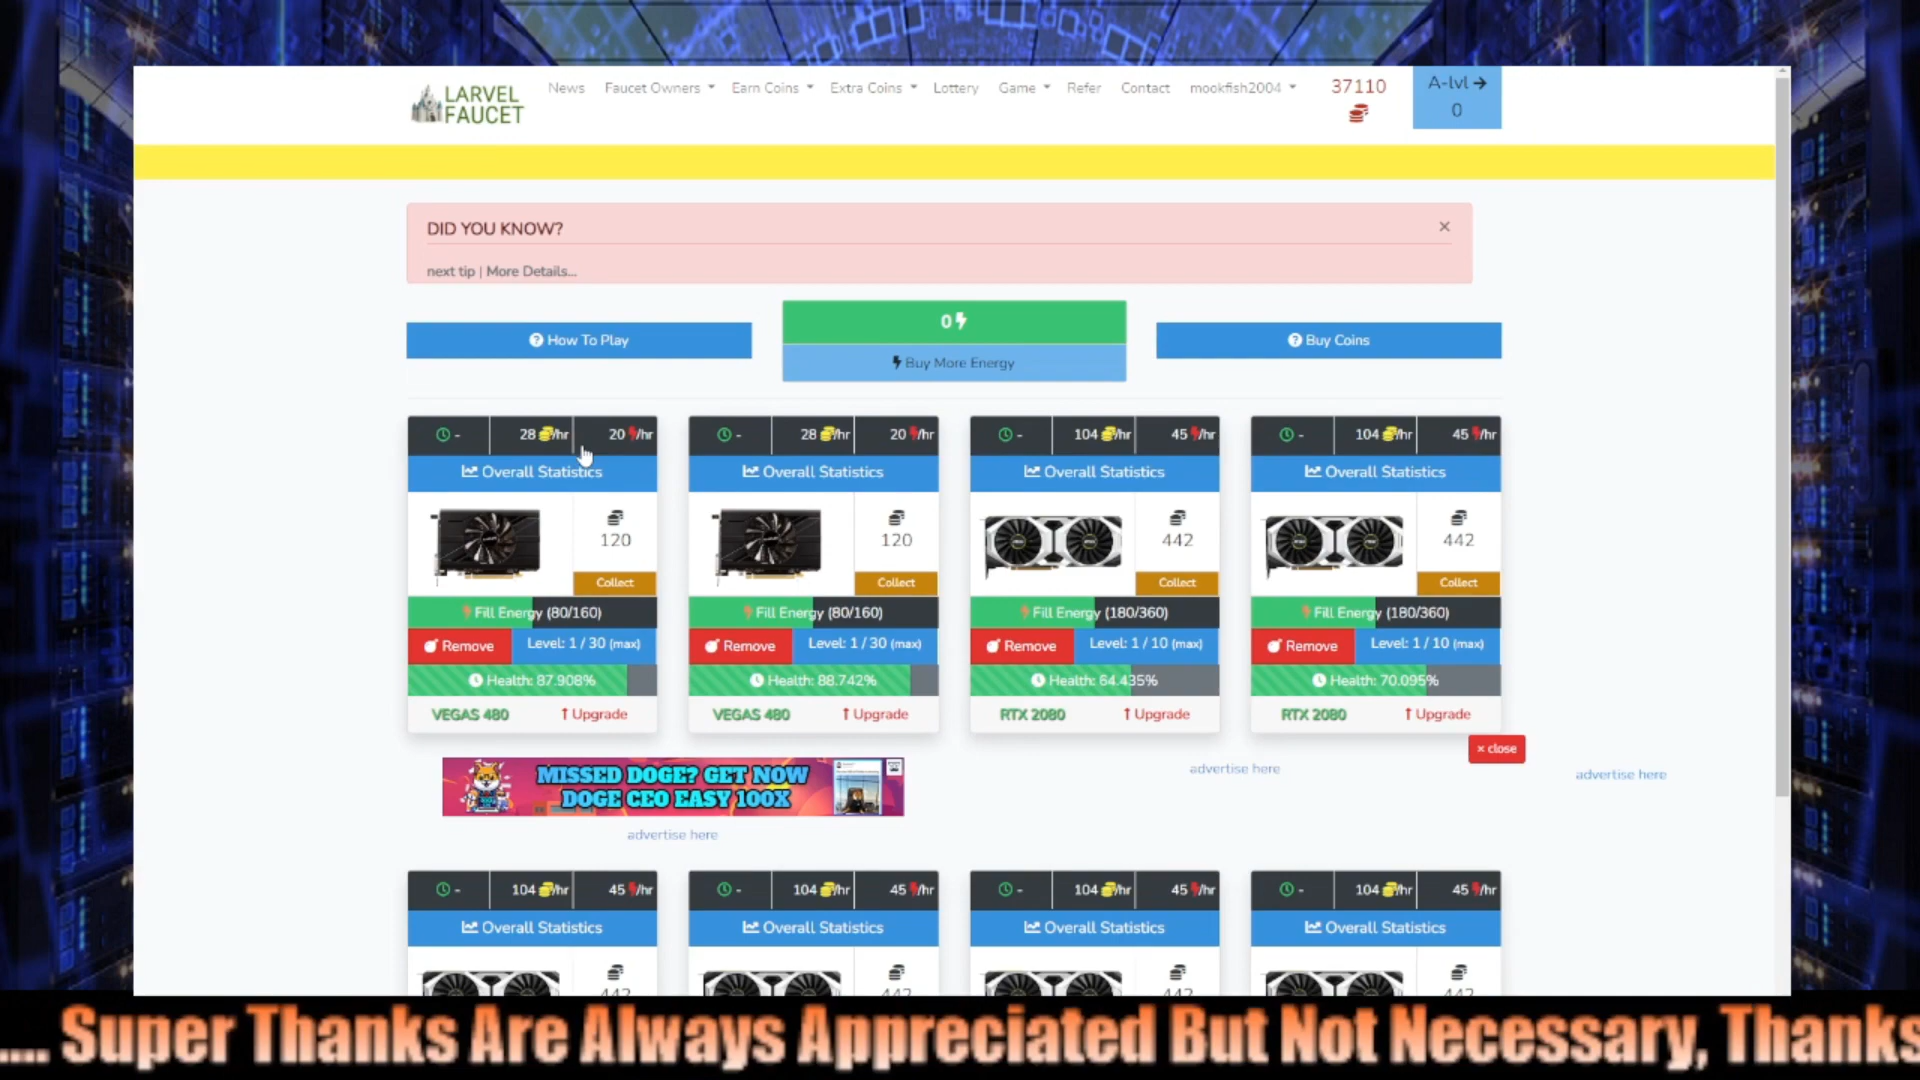 LARVEL
FAUCET
News Faucet Owners Earn Coins Extra Coins Lottery Game Refer Contact mookfish2004 37110 A-lvl → 0
DID YOU KNOW? ×
next tip | More Details...
How To Play
0
Buy More Energy
Buy Coins
- 28 /hr 20 /hr
Overall Statistics
120
Collect
Fill Energy (80/160)
Remove Level: 1 / 30 (max)
Health: 87.908%
VEGAS 480 ↑ Upgrade
- 28 /hr 20 /hr
Overall Statistics
120
Collect
Fill Energy (80/160)
Remove Level: 1 / 30 (max)
Health: 88.742%
VEGAS 480 ↑ Upgrade
- 104 /hr 45 /hr
Overall Statistics
442
Collect
Fill Energy (180/360)
Remove Level: 1 / 10 (max)
Health: 64.435%
RTX 2080 ↑ Upgrade
- 104 /hr 45 /hr
Overall Statistics
442
Collect
Fill Energy (180/360)
Remove Level: 1 / 10 (max)
Health: 70.095%
RTX 2080 ↑ Upgrade
× close
MISSED DOGE? GET NOW
DOGE CEO EASY 100X
advertise here
advertise here
advertise here
- 104 /hr 45 /hr
Overall Statistics
442
- 104 /hr 45 /hr
Overall Statistics
442
- 104 /hr 45 /hr
Overall Statistics
442
- 104 /hr 45 /hr
Overall Statistics
442
.... Super Thanks Are Always Appreciated But Not Necessary, Thanks